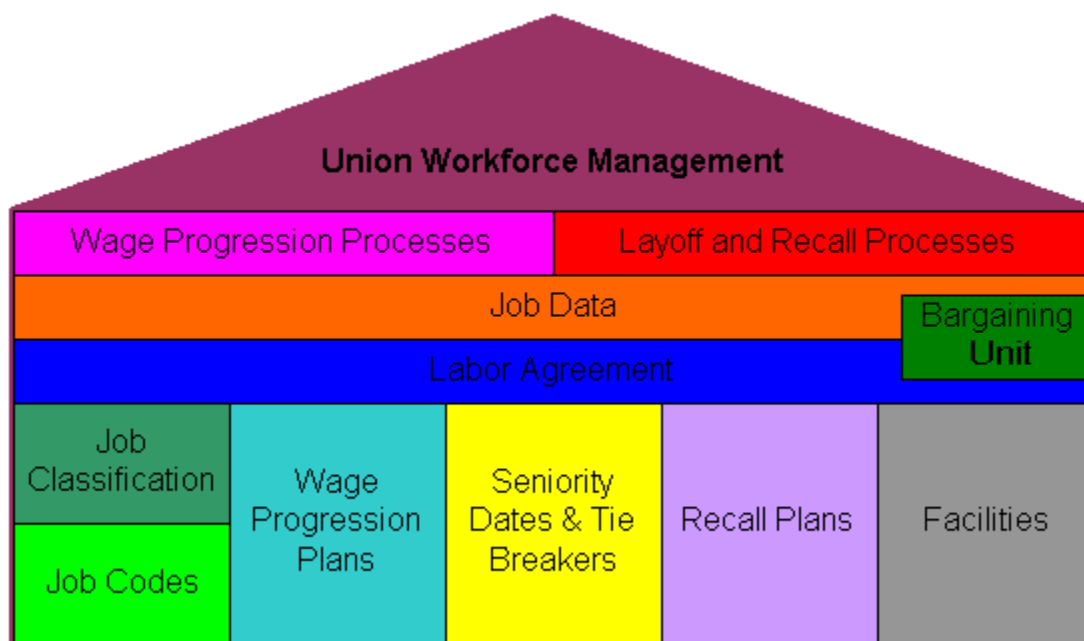 Union Workforce Management
Wage Progression Processes
Layoff and Recall Processes
Job Data
Bargaining
Unit
Labor Agreement
Job
Classification
Job Codes
Wage
Progression
Plans
Seniority
Dates & Tie
Breakers
Recall Plans
Facilities